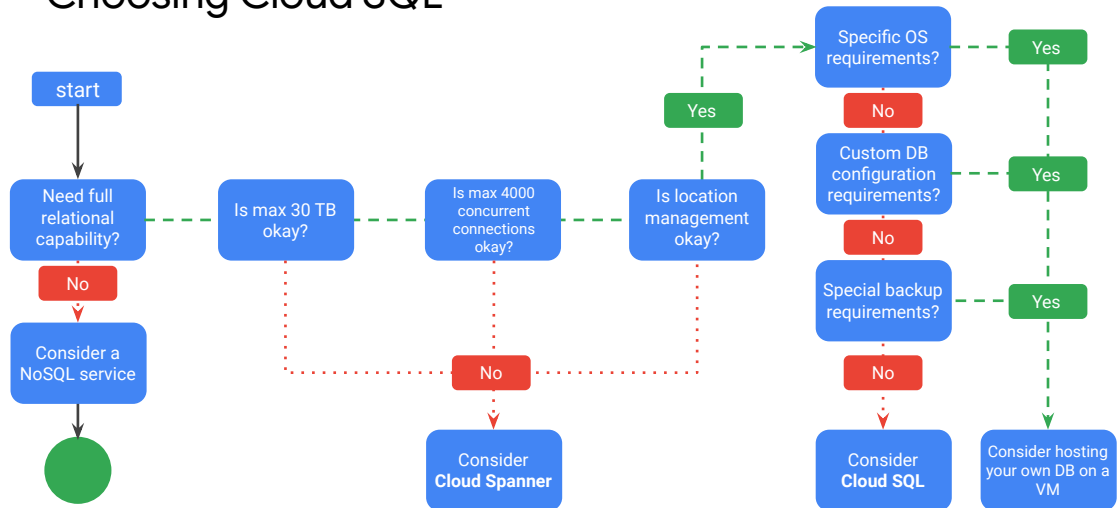 Choosing Cloud SQL
start
Need full
relational
capability?
Is max 30 TB
okay?
Is max 4000
concurrent
connections
okay?
Is location
management
okay?
Yes
Specific OS
requirements?
Yes
No
Custom DB
configuration
requirements?
Yes
No
Special backup
requirements?
Yes
No
No
Consider a
NoSQL service
No
Consider
Cloud Spanner
Consider
Cloud SQL
Consider hosting
your own DB on a
VM